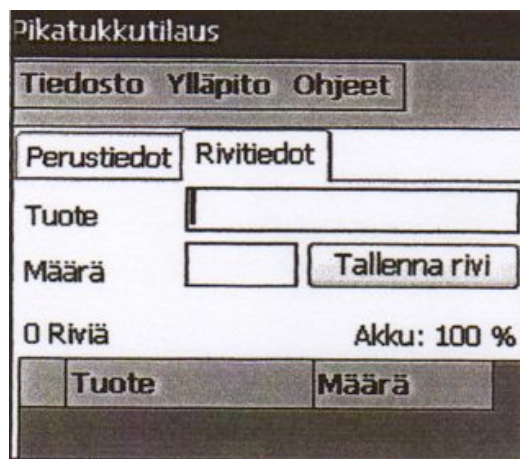 Pikatukkutilaus
Tiedosto Ylläpito Ohjeet
Perustiedot Rivitiedot
Tuote
Määrä Tallenna rivi
0 Riviä Akku: 100 %
Tuote Määrä